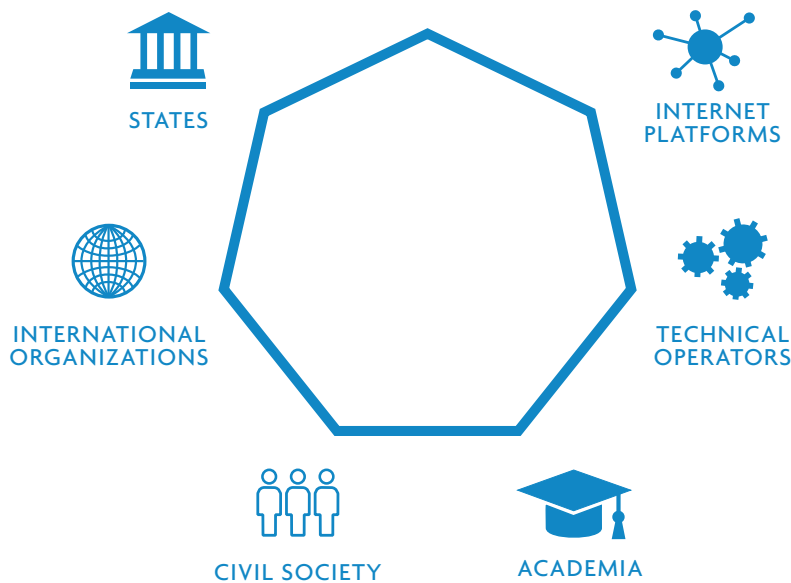 STATES
INTERNET
PLATFORMS
INTERNATIONAL
ORGANIZATIONS
TECHNICAL
OPERATORS
CIVIL SOCIETY
ACADEMIA